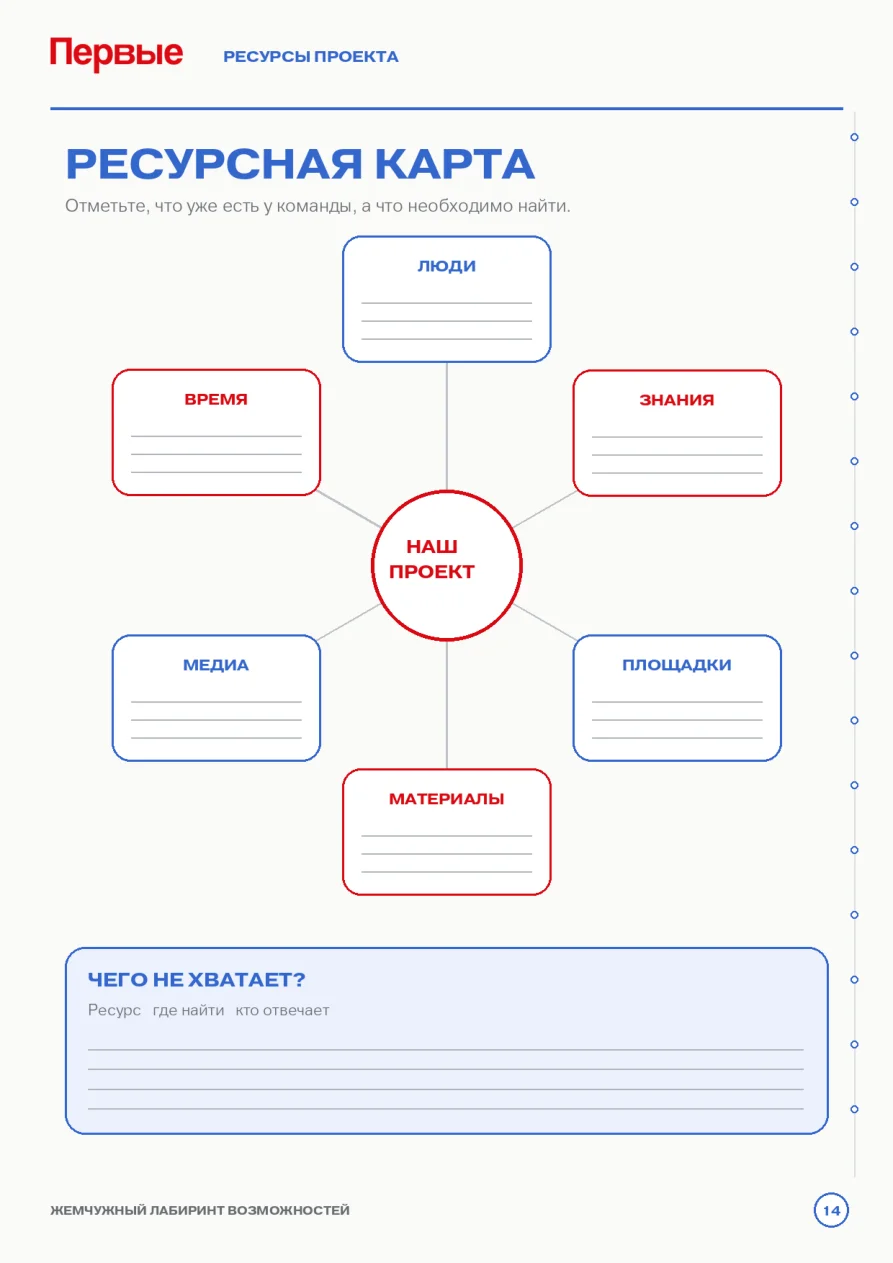 Первые
РЕСУРСЫ ПРОЕКТА
РЕСУРСНАЯ КАРТА
Отметьте, что уже есть у команды, а что необходимо найти.
ЛЮДИ
ВРЕМЯ
ЗНАНИЯ
НАШ
ПРОЕКТ
МЕДИА
ПЛОЩАДКИ
МАТЕРИАЛЫ
ЧЕГО НЕ ХВАТАЕТ?
Ресурс где найти кто отвечает
ЖЕМЧУЖНЫЙ ЛАБИРИНТ ВОЗМОЖНОСТЕЙ
14